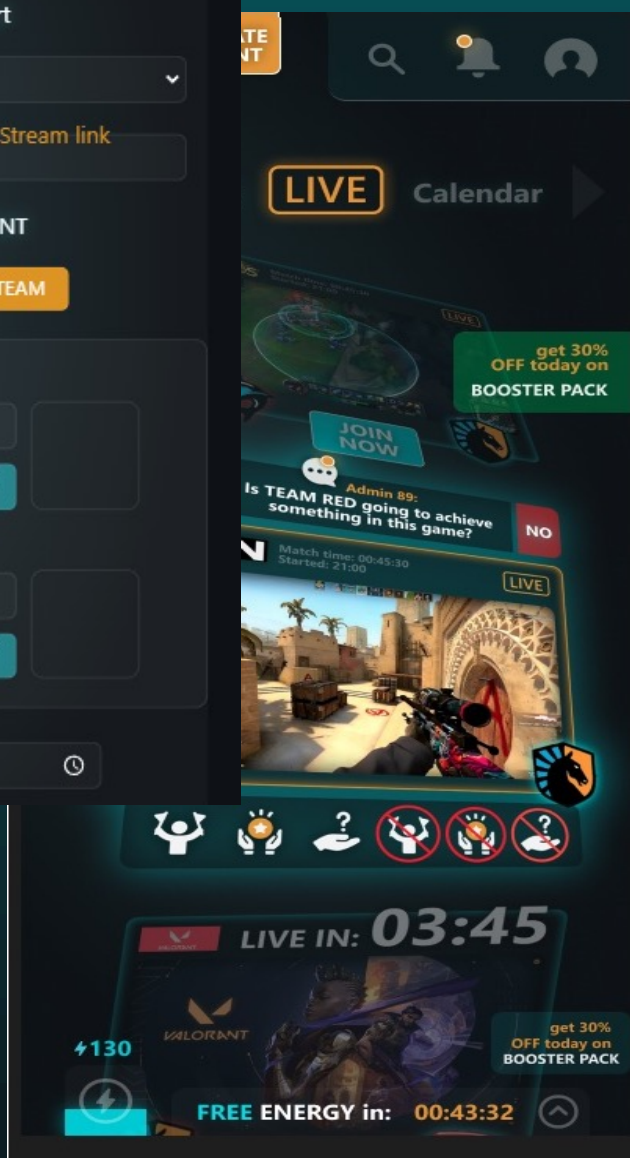 rt
ATE
NT
Stream link
NT
TEAM
LIVE
Calendar
LIVE
get 30%
OFF today on
BOOSTER PACK
JOIN
NOW
Admin 89:
Is TEAM RED going to achieve
something in this game?
NO
N
Match time: 00:45:30
Started: 21:00
LIVE
?
?
LIVE IN: 03:45
VALORANT
VALORANT
130
get 30%
OFF today on
BOOSTER PACK
FREE ENERGY in: 00:43:32